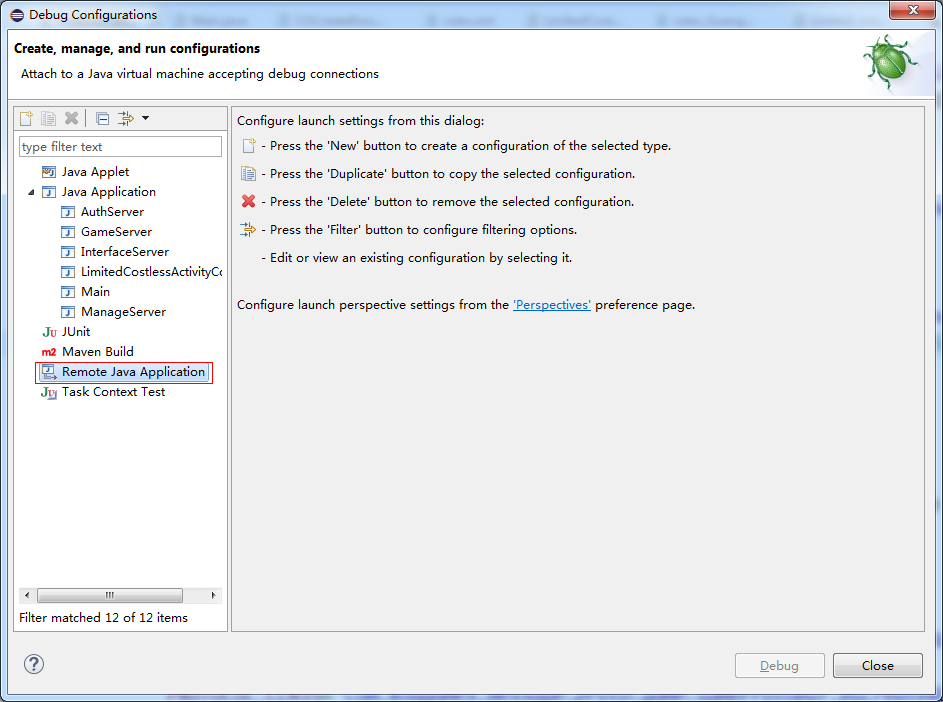 Debug Configurations
Create, manage, and run configurations
Attach to a Java virtual machine accepting debug connections
type filter text
Java Applet
Java Application
AuthServer
GameServer
InterfaceServer
LimitedCostlessActivityCo
Main
ManageServer
JUnit
Maven Build
Remote Java Application
Task Context Test
Filter matched 12 of 12 items
Configure launch settings from this dialog:
- Press the 'New' button to create a configuration of the selected type.
- Press the 'Duplicate' button to copy the selected configuration.
- Press the 'Delete' button to remove the selected configuration.
- Press the 'Filter' button to configure filtering options.
- Edit or view an existing configuration by selecting it.
Configure launch perspective settings from the 'Perspectives' preference page.
Debug
Close